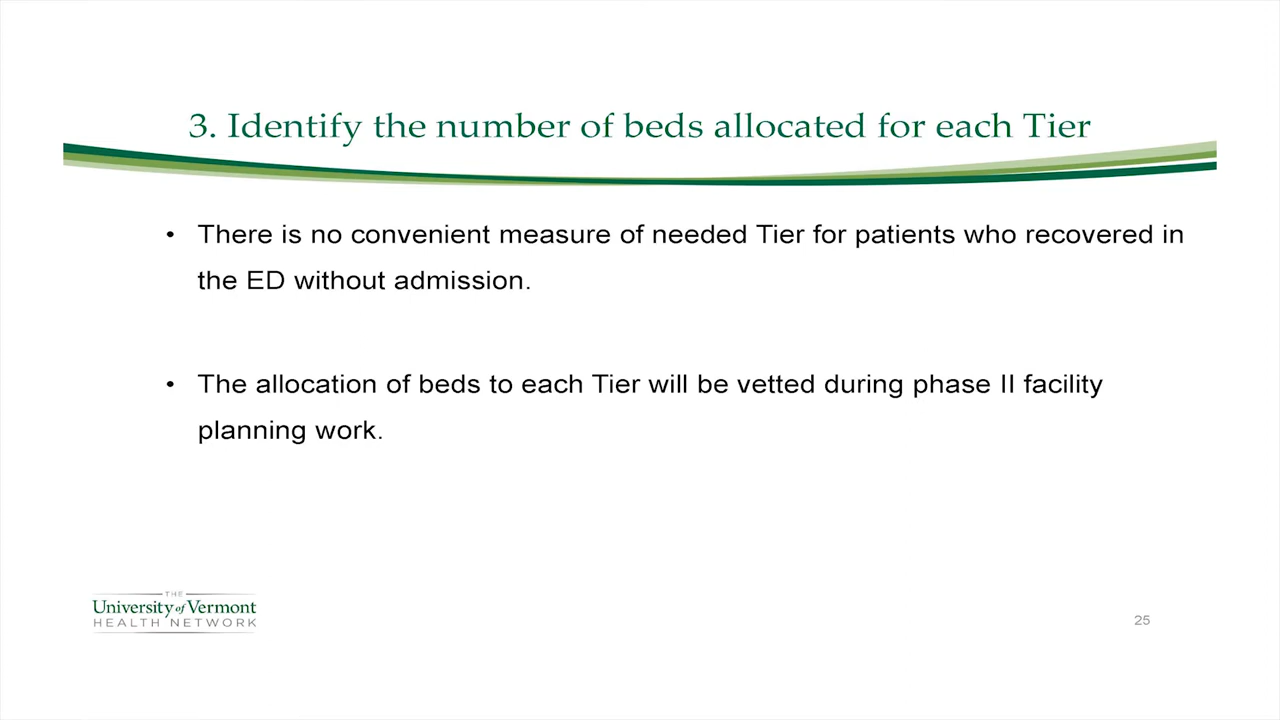 3. Identify the number of beds allocated for each Tier
• There is no convenient measure of needed Tier for patients who recovered in
the ED without admission.
• The allocation of beds to each Tier will be vetted during phase II facility
planning work.
THE
University of Vermont
HEALTH NETWORK
25